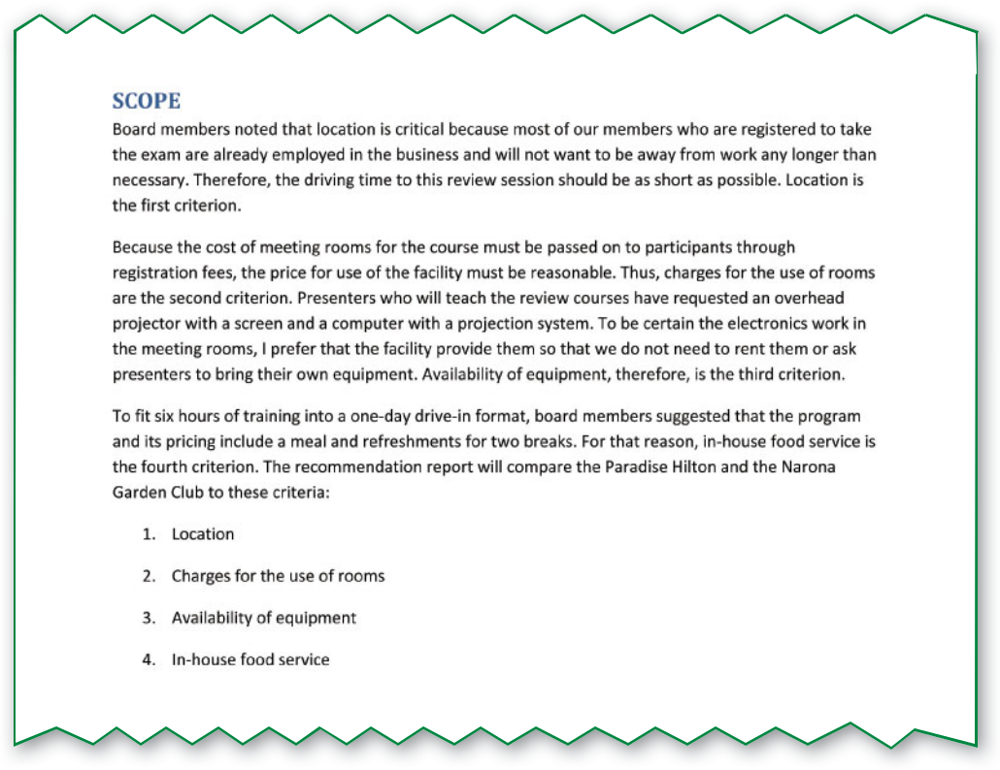 SCOPE
Board members noted that location is critical because most of our members who are registered to take
the exam are already employed in the business and will not want to be away from work any longer than
necessary. Therefore, the driving time to this review session should be as short as possible. Location is
the first criterion.
Because the cost of meeting rooms for the course must be passed on to participants through
registration fees, the price for use of the facility must be reasonable. Thus, charges for the use of rooms
are the second criterion. Presenters who will teach the review courses have requested an overhead
projector with a screen and a computer with a projection system. To be certain the electronics work in
the meeting rooms, I prefer that the facility provide them so that we do not need to rent them or ask
presenters to bring their own equipment. Availability of equipment, therefore, is the third criterion.
To fit six hours of training into a one-day drive-in format, board members suggested that the program
and its pricing include a meal and refreshments for two breaks. For that reason, in-house food service is
the fourth criterion. The recommendation report will compare the Paradise Hilton and the Narona
Garden Club to these criteria:
1. Location
2. Charges for the use of rooms
3. Availability of equipment
4. In-house food service